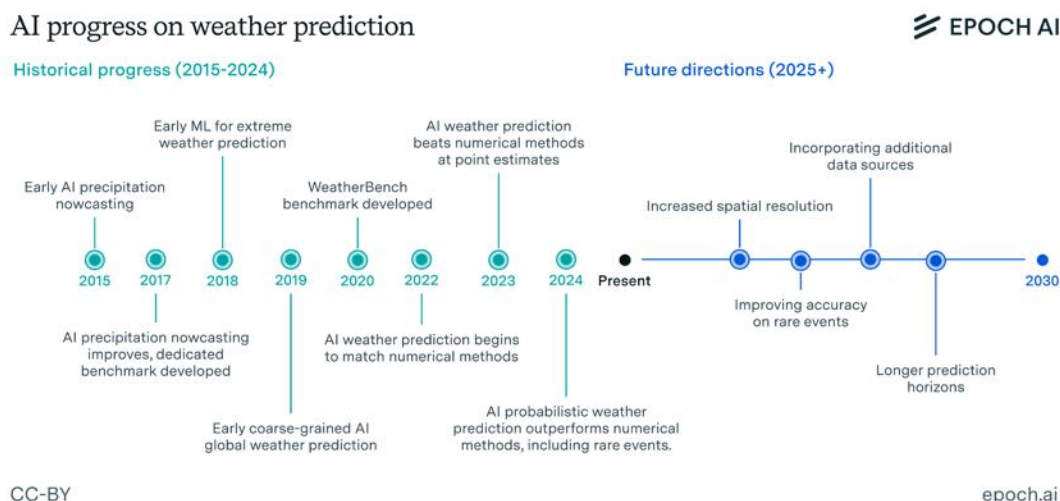 AI progress on weather prediction
EPOCH AI
Historical progress (2015-2024)
Future directions (2025+)
Early AI precipitation
nowcasting
Early ML for extreme
weather prediction
WeatherBench
benchmark developed
AI weather prediction
beats numerical methods
at point estimates
Increased spatial resolution
Incorporating additional
data sources
2015
2017
2018
2019
2020
2022
2023
2024
Present
2030
AI precipitation nowcasting
improves, dedicated
benchmark developed
Early coarse-grained AI
global weather prediction
AI weather prediction begins
to match numerical methods
AI probabilistic weather
prediction outperforms numerical
methods, including rare events.
Improving accuracy
on rare events
Longer prediction
horizons
CC-BY
epoch.ai